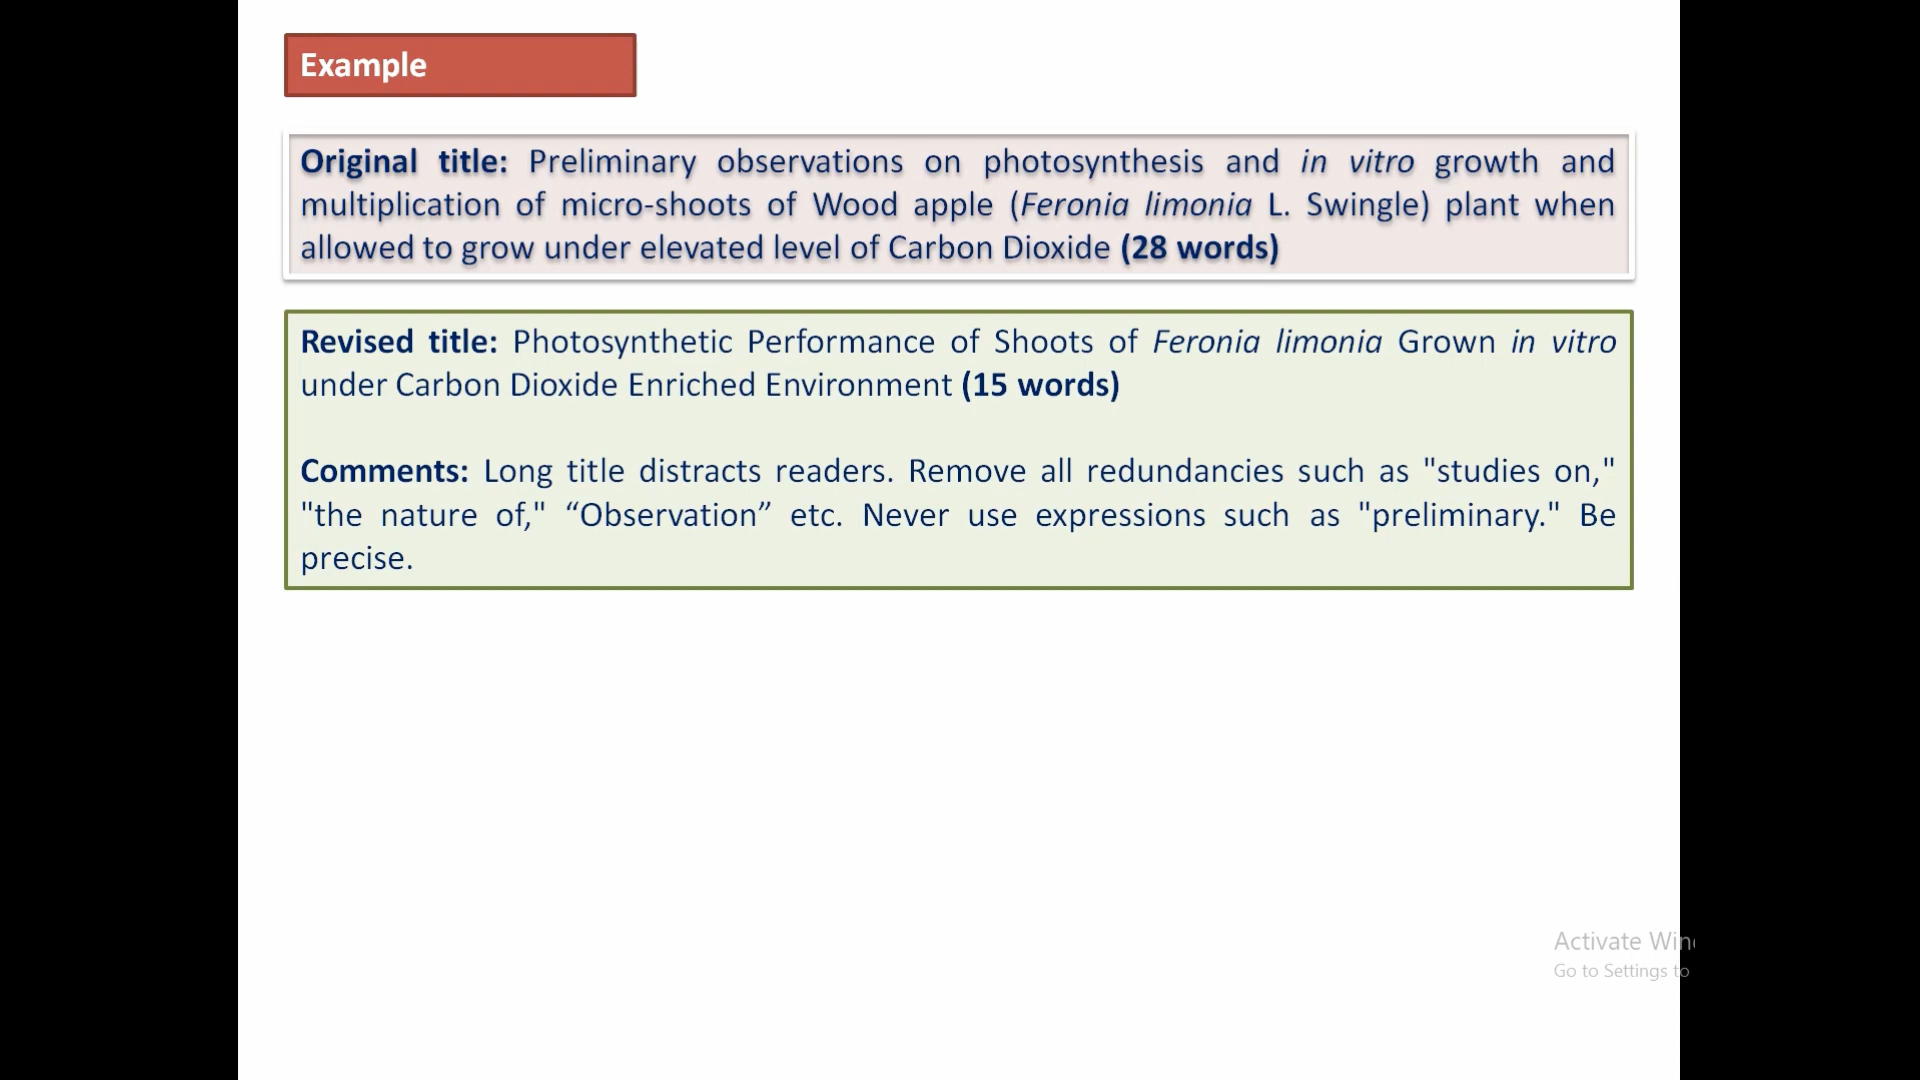 Example
Original title: Preliminary observations on photosynthesis and in vitro growth and
multiplication of micro-shoots of Wood apple (Feronia limonia L. Swingle) plant when
allowed to grow under elevated level of Carbon Dioxide (28 words)
Revised title: Photosynthetic Performance of Shoots of Feronia limonia Grown in vitro
under Carbon Dioxide Enriched Environment (15 words)
Comments: Long title distracts readers. Remove all redundancies such as "studies on,"
"the nature of," “Observation” etc. Never use expressions such as "preliminary." Be
precise.
Activate Win
Go to Settings to